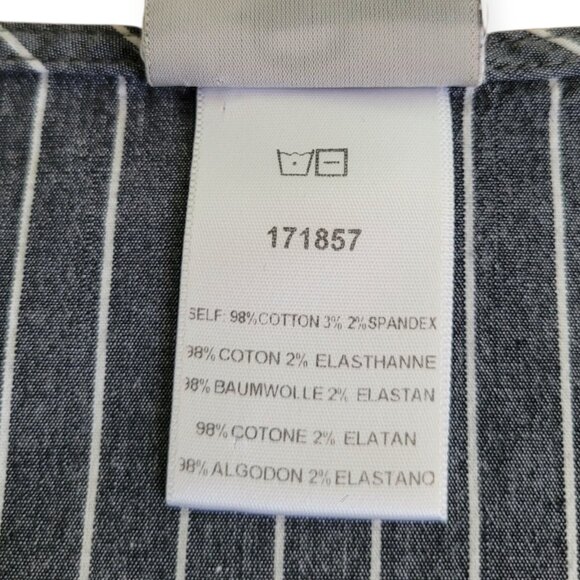 171857
SELF: 98% COTTON 3% 2% SPANDEX
98% COTON 2% ELASTHANNE
98% BAUMWOLLE 2% ELASTAN
98% COTONE 2% ELATAN
98% ALGODON 2% ELASTANO